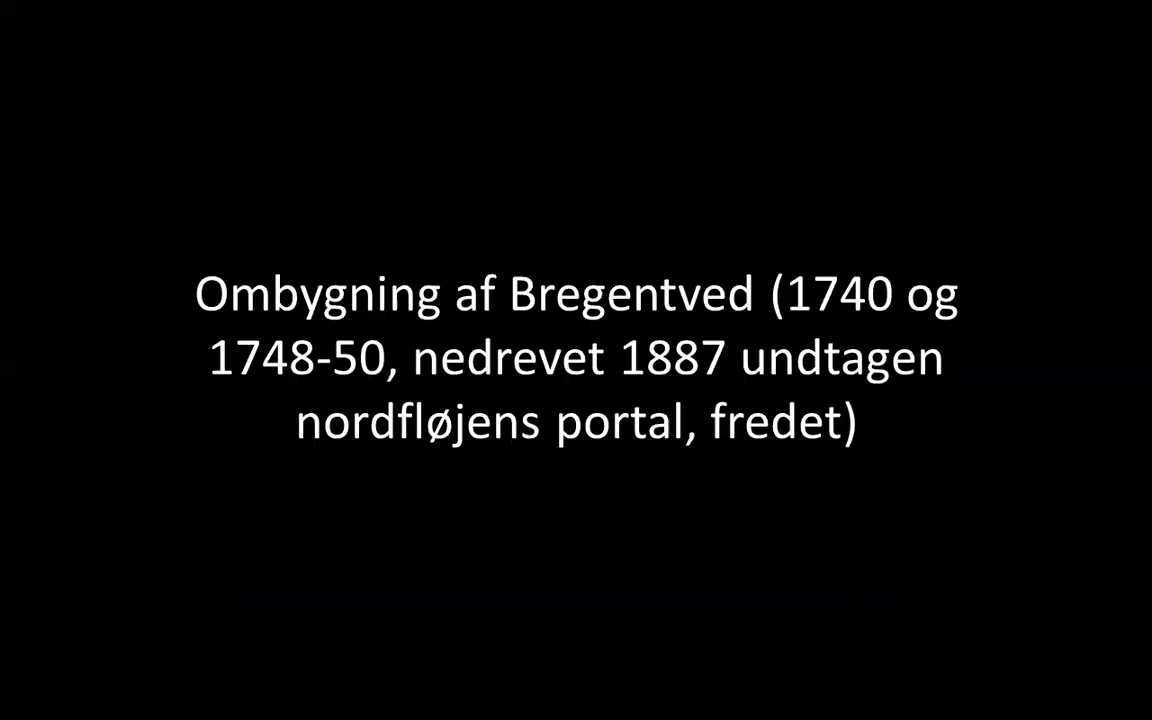 Ombygning af Bregentved (1740 og
1748-50, nedrevet 1887 undtagen
nordfløjens portal, fredet)